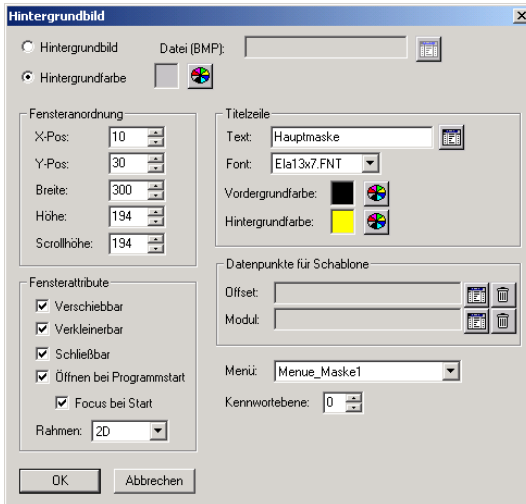 Hintergrundbild
Hintergrundbild Datei (BMP):
Hintergrundfarbe
Fensteranordnung
X-Pos: 10
Y-Pos: 30
Breite: 300
Höhe: 194
Scrollhöhe: 194
Titelzeile
Text: Hauptmaske
Font: Ela13x7.FNT
Vordergrundfarbe:
Hintergrundfarbe:
Fensterattribute
Verschiebbar
Verkleinerbar
Schließbar
Öffnen bei Programmstart
Focus bei Start
Rahmen: 2D
Datenpunkte für Schablone
Offset:
Modul:
Menü: Menue_Maske1
Kennwortebene: 0
OK Abbrechen